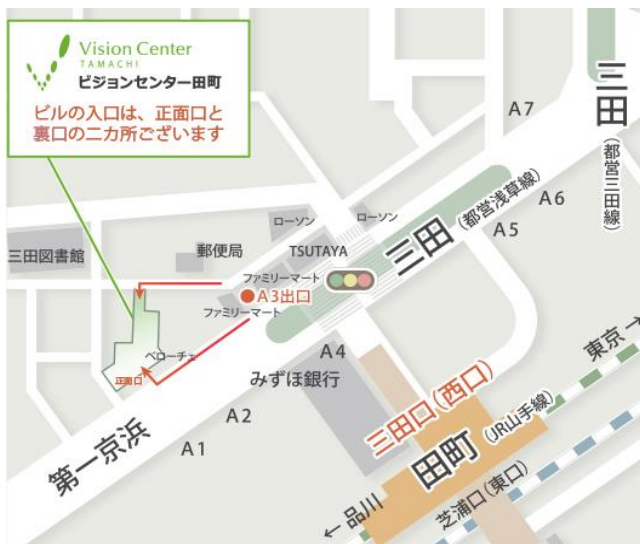 Vision Center
TAMACHI
ビジョンセンター田町
ビルの入口は、正面口と
裏口の二カ所ございます
三田
(都営三田線)
A7
A6
A5
三田
(都営浅草線)
ローソン
ローソン
郵便局
TSUTAYA
三田図書館
ファミリーマート
A3出口
ファミリーマート
ベローチェ
正面口
A4
みずほ銀行
A2
A1
第一京浜
三田口(西口)
田町
(JR山手線)
東京→
芝浦口(東口)
←品川